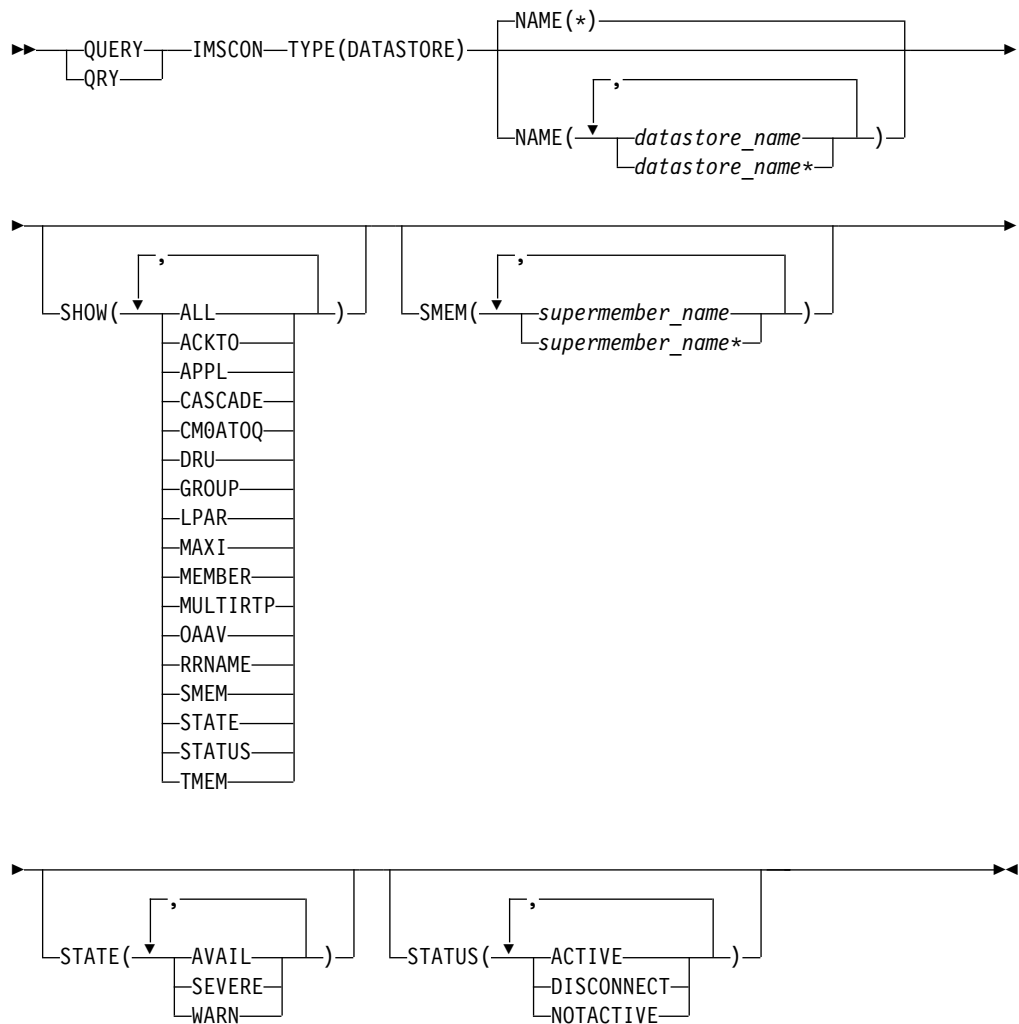 NAME(*)
QUERY IMSCON TYPE(DATASTORE)
QRY
,
NAME( datastore_name )
datastore_name*
, ,
SHOW( ALL ) SMEM( supermember_name )
ACKTO supermember_name*
APPL
CASCADE
CM0ATOQ
DRU
GROUP
LPAR
MAXI
MEMBER
MULTIRTP
OAAV
RRNAME
SMEM
STATE
STATUS
TMEM
, ,
STATE( AVAIL ) STATUS( ACTIVE )
SEVERE DISCONNECT
WARN NOTACTIVE